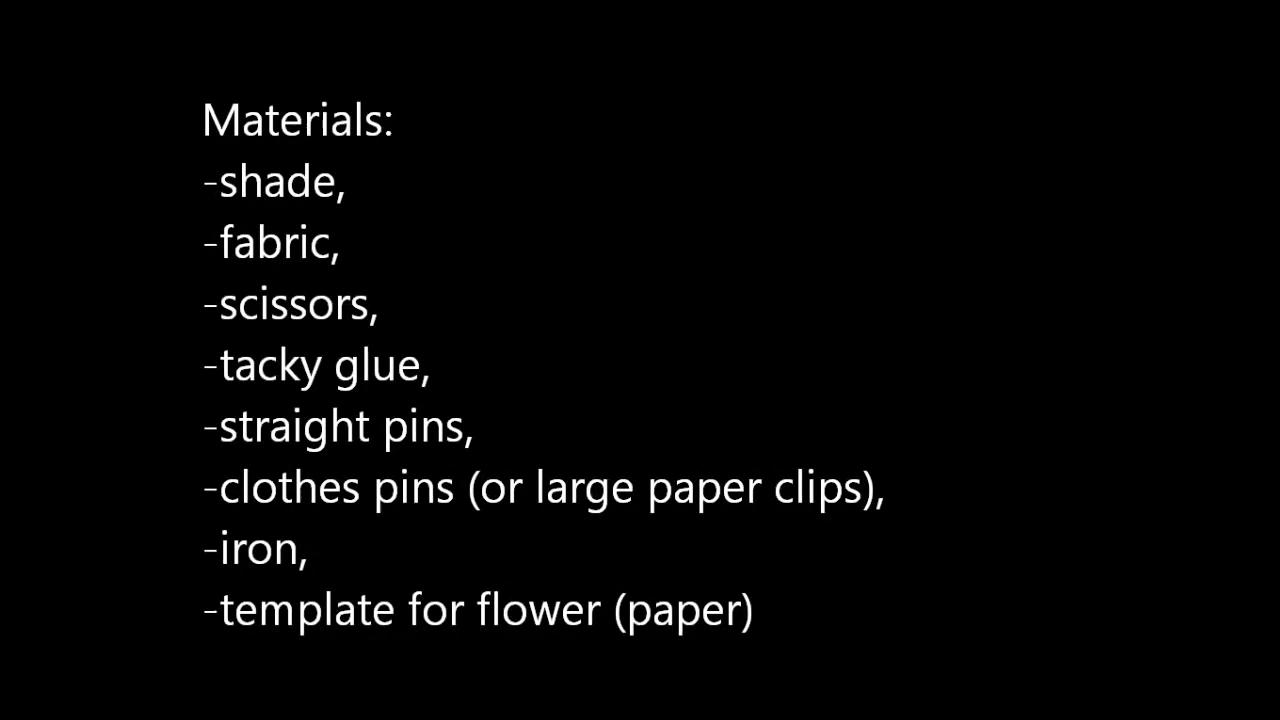 Materials:
-shade,
-fabric,
-scissors,
-tacky glue,
-straight pins,
-clothes pins (or large paper clips),
-iron,
-template for flower (paper)